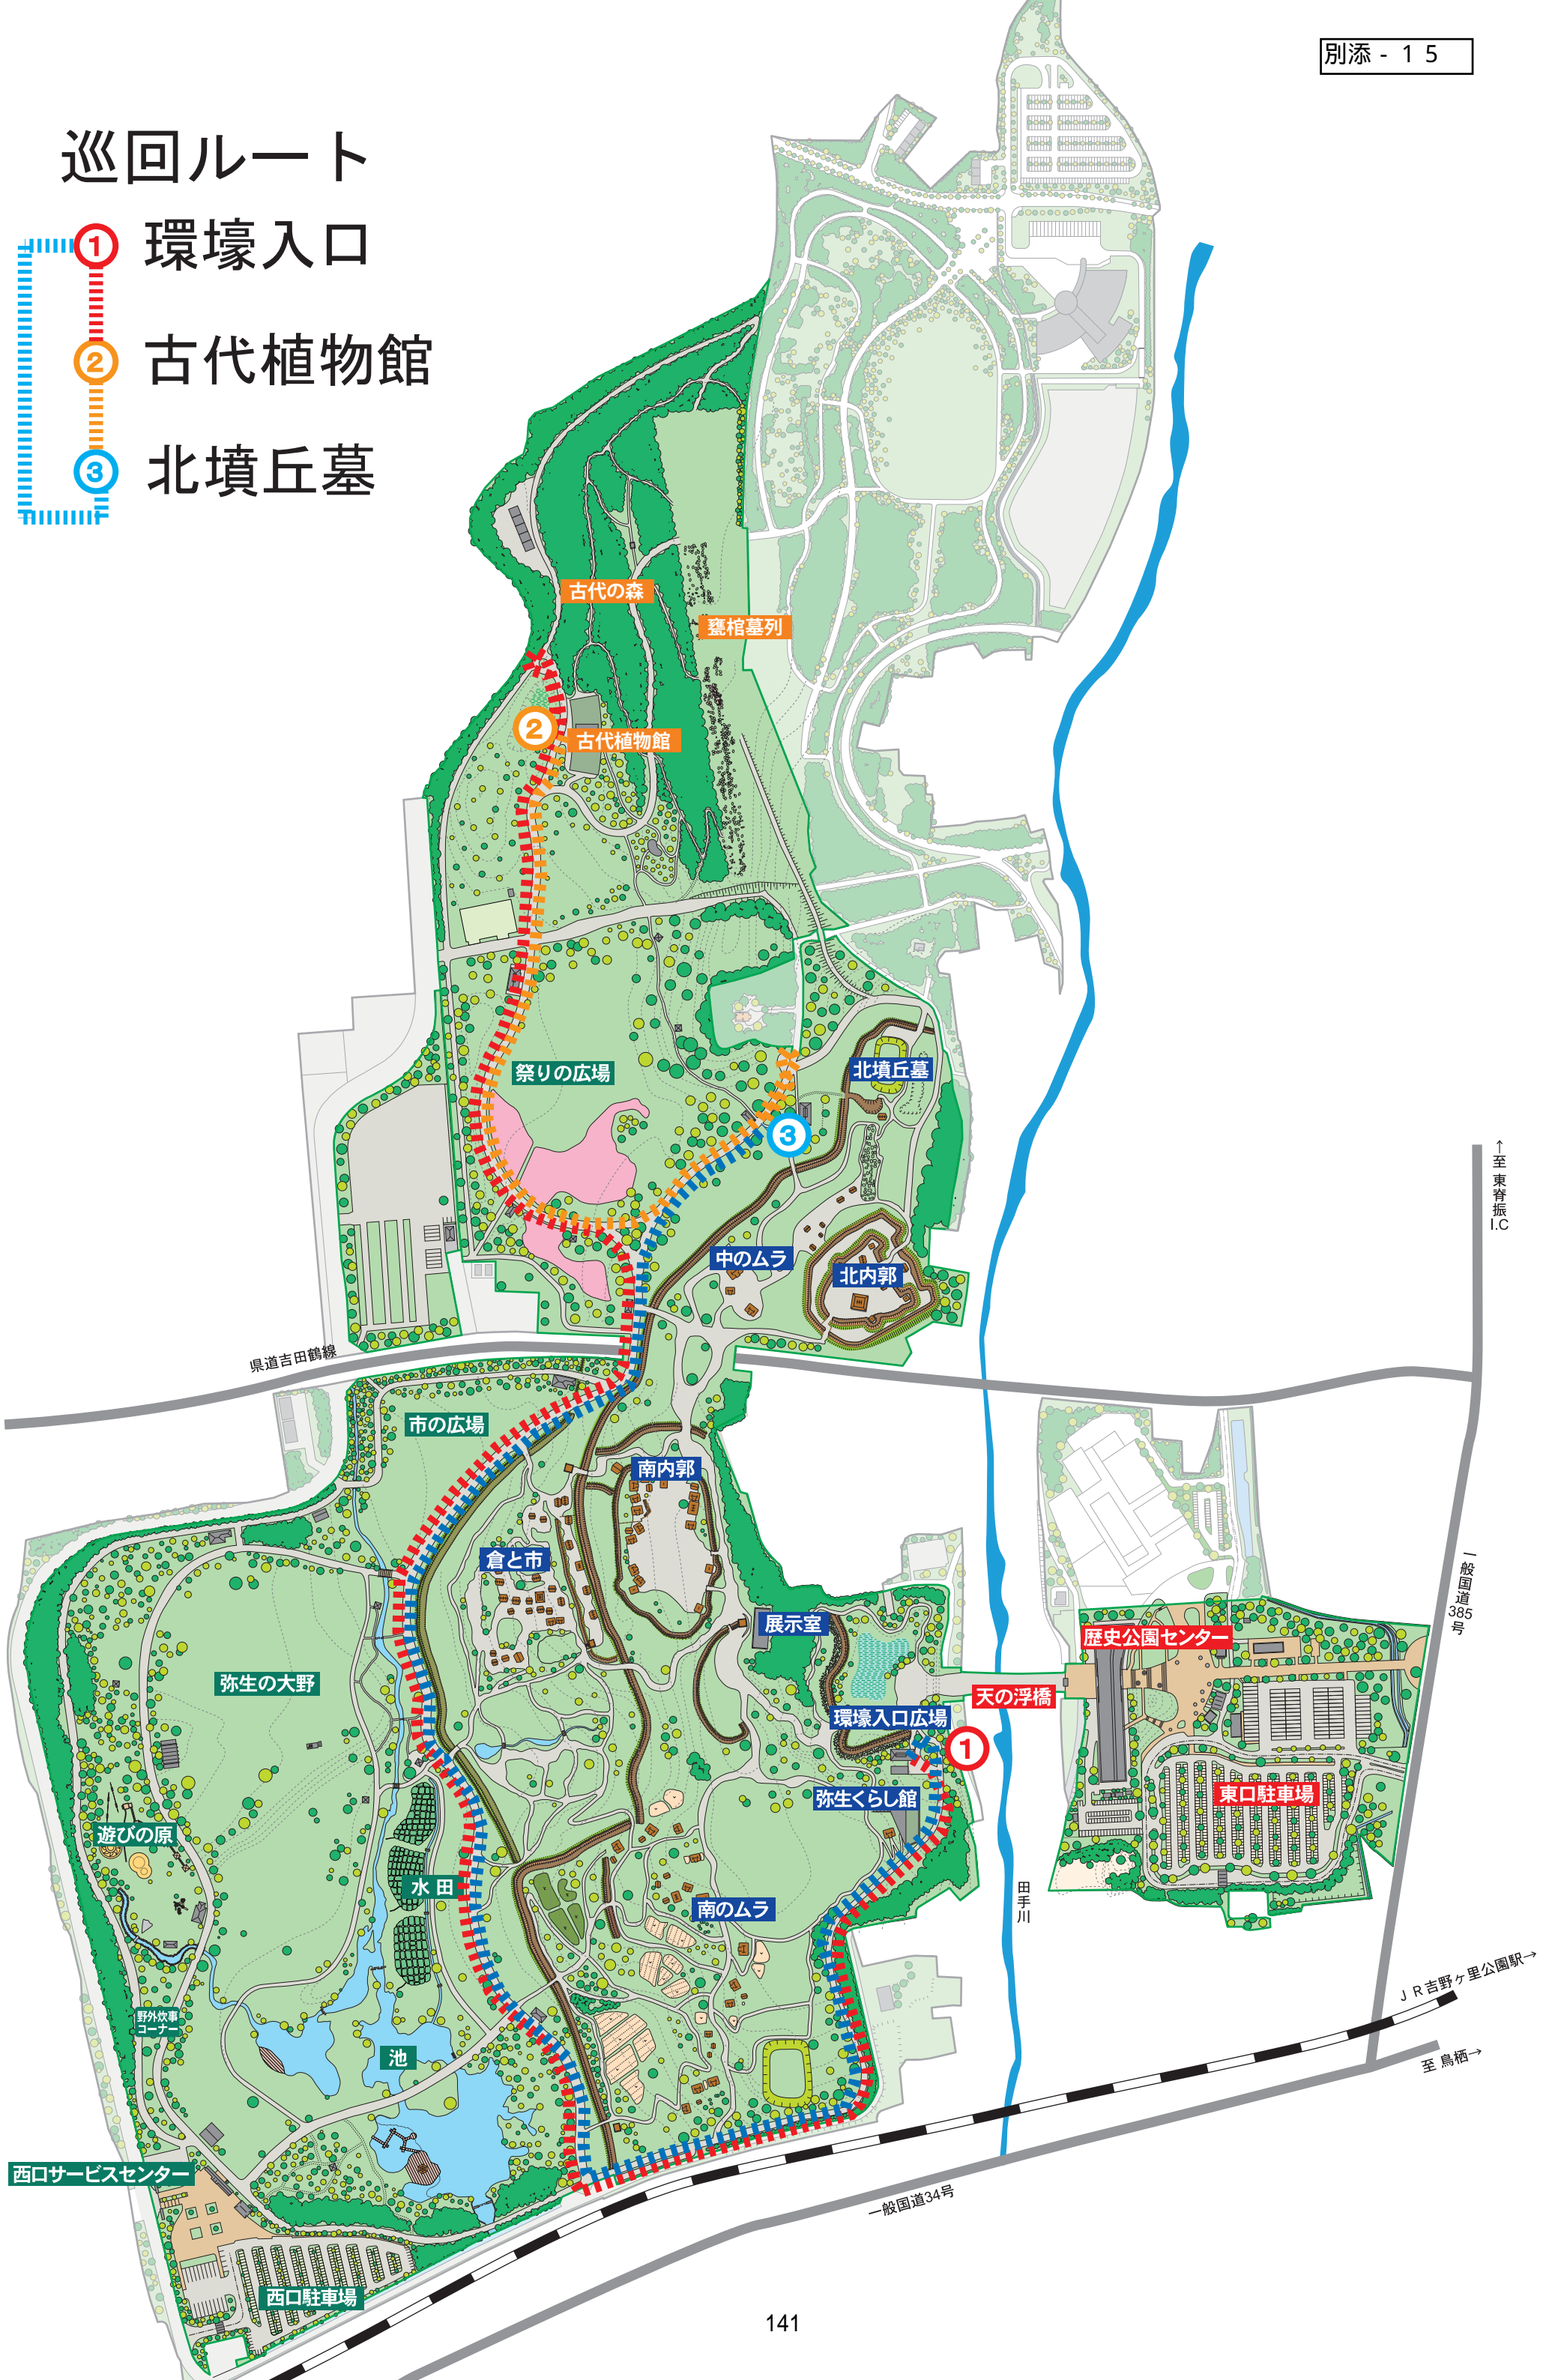 別添-15
巡回ルート
1 環壕入口
2 古代植物館
3 北墳丘墓
古代の森
甕棺墓列
2
古代植物館
祭りの広場
北墳丘墓
3
中のムラ
北内郭
←至 東脊振I.C
県道吉田鶴線
市の広場
南内郭
倉と市
一般国道385号
展示室
歴史公園センター
弥生の大野
天の浮橋
環壕入口広場
1
弥生くらし館
東口駐車場
遊びの原
水田
南のムラ
田手川
JR吉野ヶ里公園駅→
野外炊事
コーナー
池
至 鳥栖→
西口サービスセンター
一般国道34号
西口駐車場
141